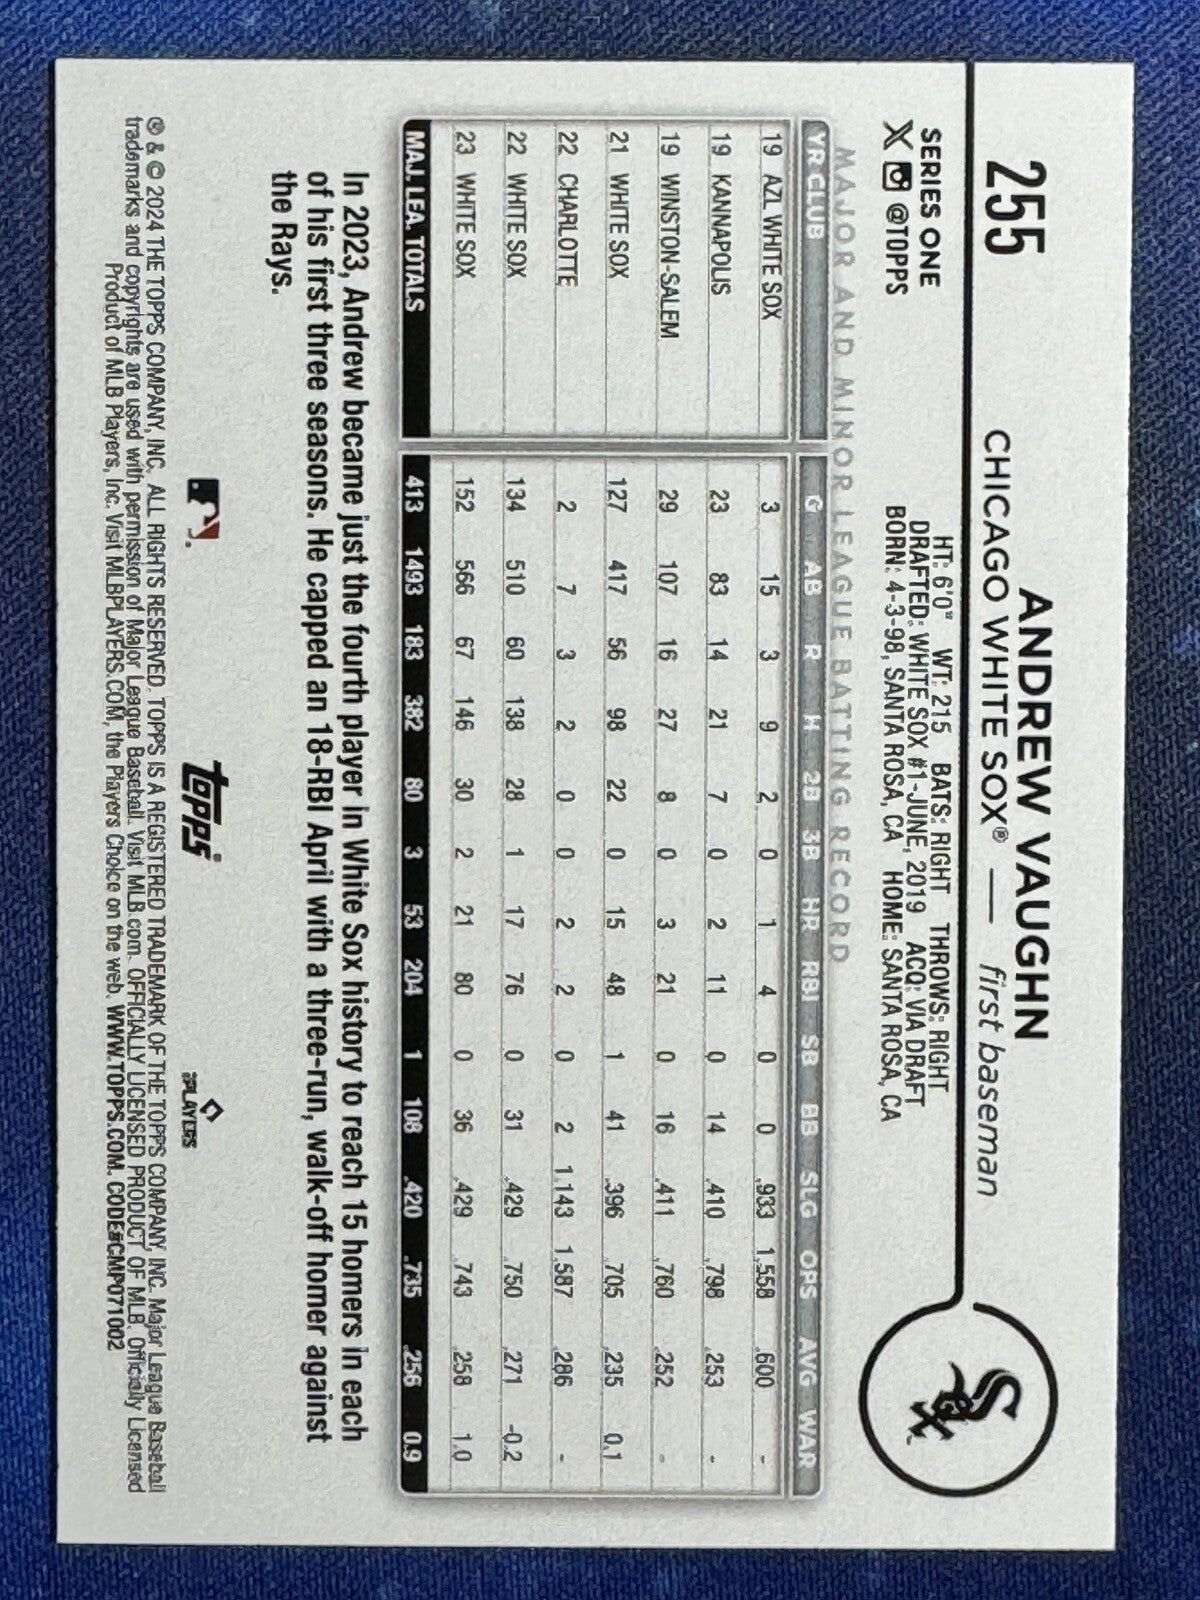 255
ANDREW VAUGHN
CHICAGO WHITE SOX® — first baseman
Sox
SERIES ONE
X @TOPPS
HT: 6'0" WT: 215 BATS: RIGHT THROWS: RIGHT
DRAFTED: WHITE SOX #1-JUNE, 2019 ACQ: VIA DRAFT
BORN: 4-3-98, SANTA ROSA, CA HOME: SANTA ROSA, CA
MAJOR AND MINOR LEAGUE BATTING RECORD
YR CLUB G AB R H 2B 3B HR RBI SB BB SLG OPS AVG WAR
19 AZL WHITE SOX 3 15 3 9 2 0 1 4 0 0 .933 1.558 .600 -
19 KANNAPOLIS 23 83 14 21 7 0 2 11 0 14 .410 .798 .253 -
19 WINSTON-SALEM 29 107 16 27 8 0 3 21 0 16 .411 .760 .252 -
21 WHITE SOX 127 417 56 98 22 0 15 48 1 41 .396 .705 .235 0.1
22 CHARLOTTE 2 7 3 2 0 0 2 2 0 2 1.143 1.587 .286 -
22 WHITE SOX 134 510 60 138 28 1 17 76 0 31 .429 .750 .271 -0.2
23 WHITE SOX 152 566 67 146 30 2 21 80 0 36 .429 .743 .258 1.0
MAJ. LEA. TOTALS 413 1493 183 382 80 3 53 204 1 108 .420 .735 .256 0.9
In 2023, Andrew became just the fourth player in White Sox history to reach 15 homers in each
of his first three seasons. He capped an 18-RBI April with a three-run, walk-off homer against
the Rays.
topps
PLAYERS
® & © 2024 THE TOPPS COMPANY, INC. ALL RIGHTS RESERVED. TOPPS IS A REGISTERED TRADEMARK OF THE TOPPS COMPANY, INC. Major League Baseball
trademarks and copyrights are used with permission of Major League Baseball. Visit MLB.com. OFFICIALLY LICENSED PRODUCT OF MLB. Officially Licensed
Product of MLB Players, Inc. Visit MLBPLAYERS.COM, the Players Choice on the web. WWW.TOPPS.COM. CODE#CMP071002